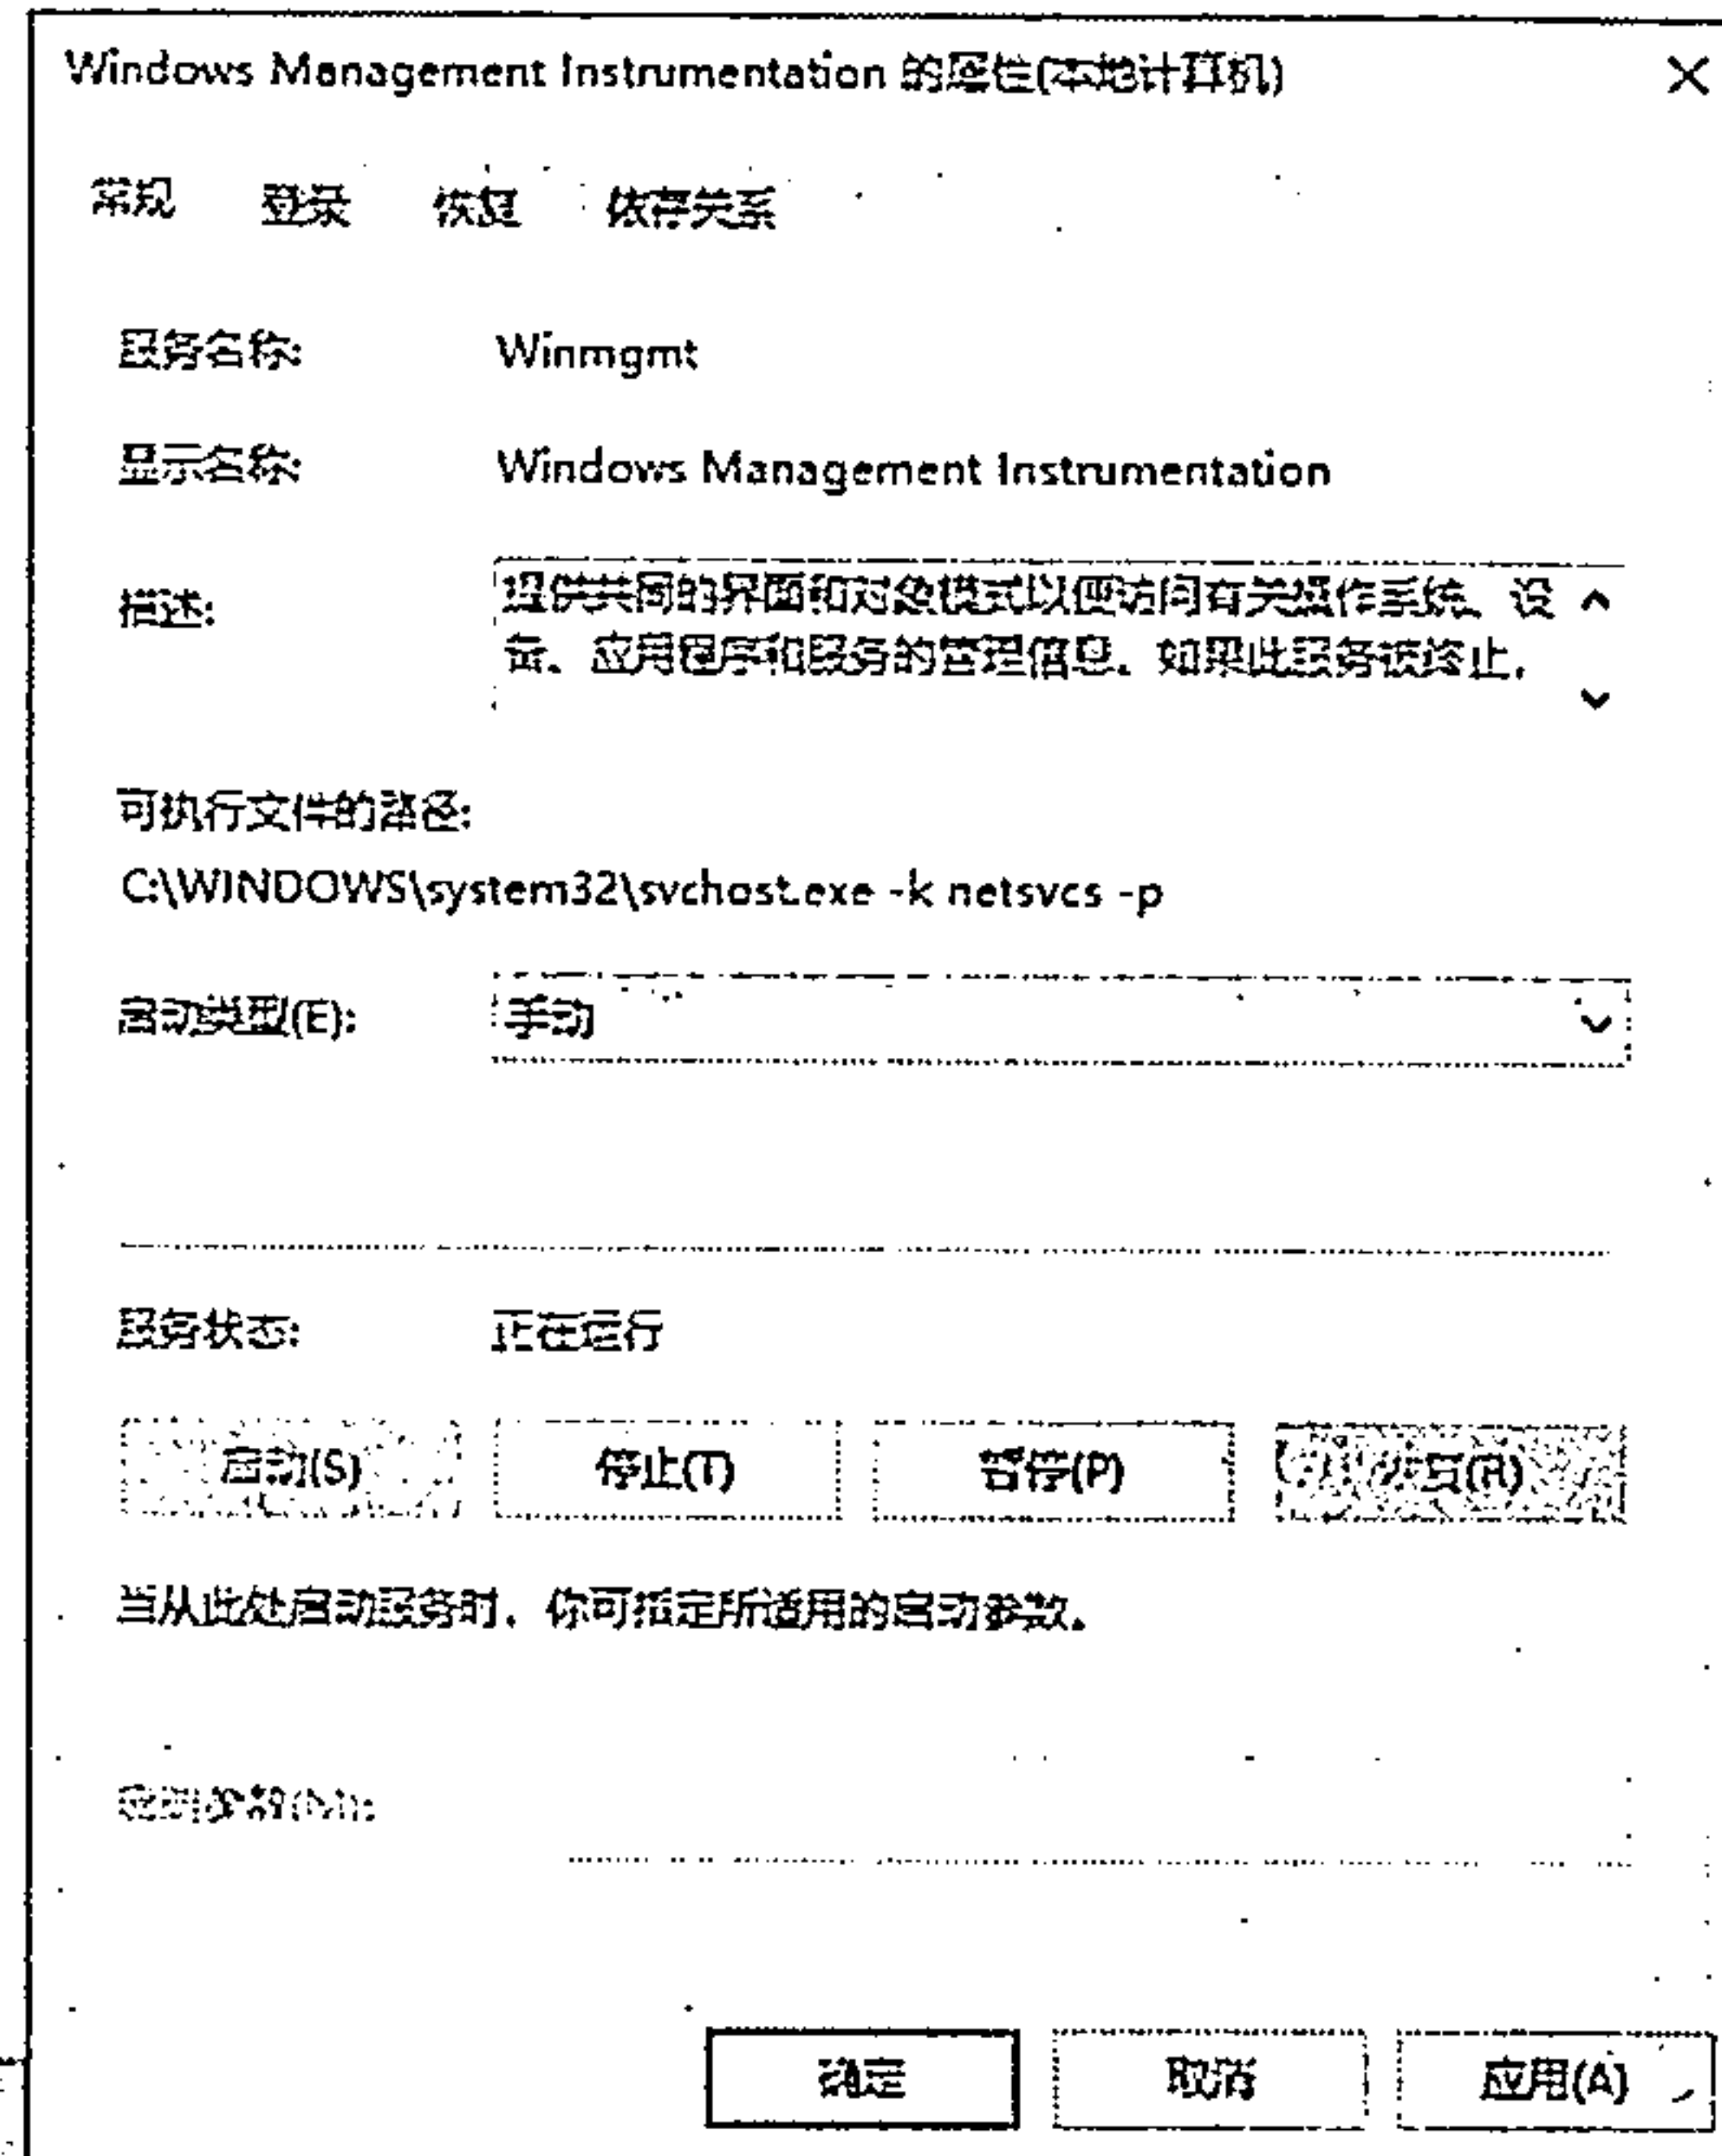 Windows Management Instrumentation 的属性(本地计算机)
常规 登录 恢复 依存关系
服务名称: Winmgmt
显示名称: Windows Management Instrumentation
描述: 提供共同的界面和对象模式以便访问有关操作系统、设
备、应用程序和服务的管理信息。如果此服务被终止，
可执行文件的路径:
C:\WINDOWS\system32\svchost.exe -k netsvcs -p
启动类型(E): 手动
服务状态: 正在运行
启动(S) 停止(T) 暂停(P) 恢复(R)
当从此处启动服务时，你可指定所适用的启动参数。
启动参数(M):
确定 取消 应用(A)